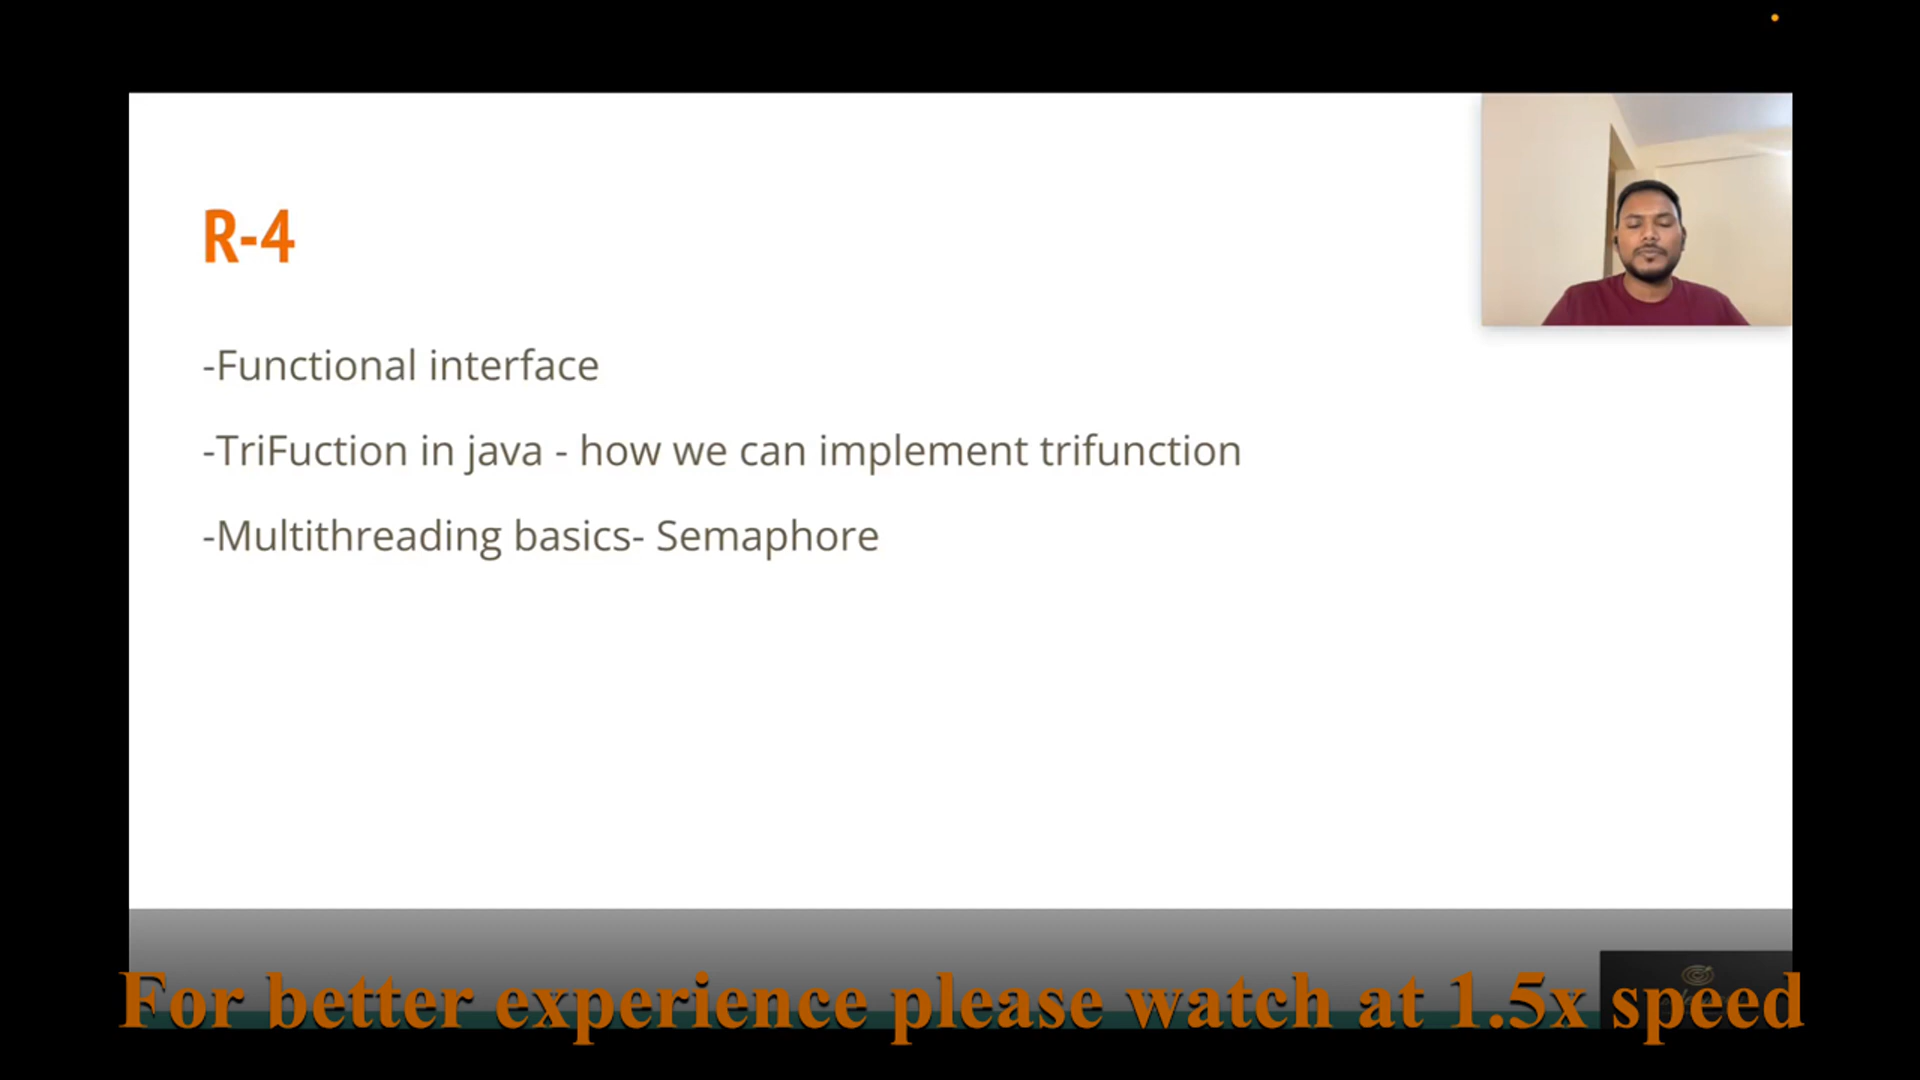 R-4
-Functional interface
-TriFuction in java - how we can implement trifunction
-Multithreading basics- Semaphore
For better experience please watch at 1.5x speed